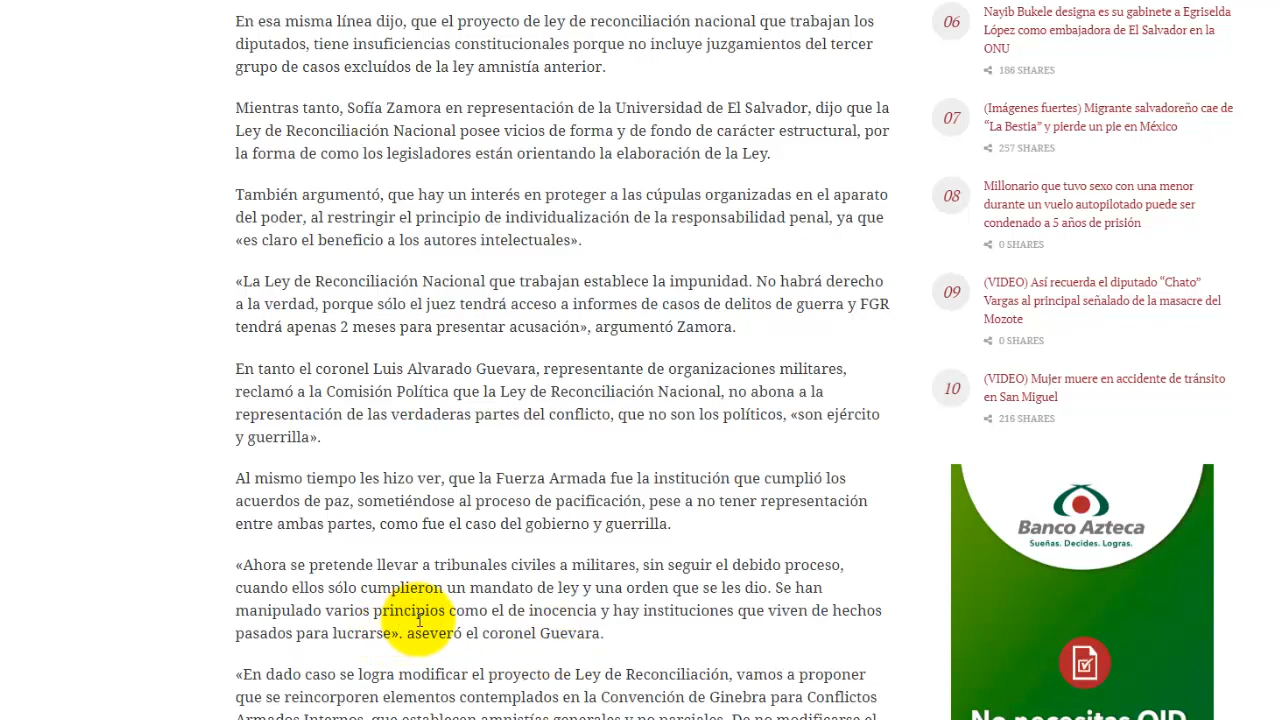 En esa misma línea dijo, que el proyecto de ley de reconciliación nacional que trabajan los
diputados, tiene insuficiencias constitucionales porque no incluye juzgamientos del tercer
grupo de casos excluídos de la ley amnistía anterior.
Mientras tanto, Sofía Zamora en representación de la Universidad de El Salvador, dijo que la
Ley de Reconciliación Nacional posee vicios de forma y de fondo de carácter estructural, por
la forma de como los legisladores están orientando la elaboración de la Ley.
También argumentó, que hay un interés en proteger a las cúpulas organizadas en el aparato
del poder, al restringir el principio de individualización de la responsabilidad penal, ya que
«es claro el beneficio a los autores intelectuales».
«La Ley de Reconciliación Nacional que trabajan establece la impunidad. No habrá derecho
a la verdad, porque sólo el juez tendrá acceso a informes de casos de delitos de guerra y FGR
tendrá apenas 2 meses para presentar acusación», argumentó Zamora.
En tanto el coronel Luis Alvarado Guevara, representante de organizaciones militares,
reclamó a la Comisión Política que la Ley de Reconciliación Nacional, no abona a la
representación de las verdaderas partes del conflicto, que no son los políticos, «son ejército
y guerrilla».
Al mismo tiempo les hizo ver, que la Fuerza Armada fue la institución que cumplió los
acuerdos de paz, sometiéndose al proceso de pacificación, pese a no tener representación
entre ambas partes, como fue el caso del gobierno y guerrilla.
«Ahora se pretende llevar a tribunales civiles a militares, sin seguir el debido proceso,
cuando ellos sólo cumplieron un mandato de ley y una orden que se les dio. Se han
manipulado varios principios como el de inocencia y hay instituciones que viven de hechos
pasados para lucrarse». aseveró el coronel Guevara.
«En dado caso se logra modificar el proyecto de Ley de Reconciliación, vamos a proponer
que se reincorporen elementos contemplados en la Convención de Ginebra para Conflictos
Armados Internos, que establecen amnistías generales y no parciales. De no modificarse el
06
Nayib Bukele designa es su gabinete a Egriselda
López como embajadora de El Salvador en la
ONU
186 SHARES
07
(Imágenes fuertes) Migrante salvadoreño cae de
“La Bestia” y pierde un pie en México
257 SHARES
08
Millonario que tuvo sexo con una menor
durante un vuelo autopilotado puede ser
condenado a 5 años de prisión
0 SHARES
09
(VIDEO) Así recuerda el diputado “Chato”
Vargas al principal señalado de la masacre del
Mozote
0 SHARES
10
(VIDEO) Mujer muere en accidente de tránsito
en San Miguel
216 SHARES
Banco Azteca
Sueñas. Decides. Logras.
No necesitas